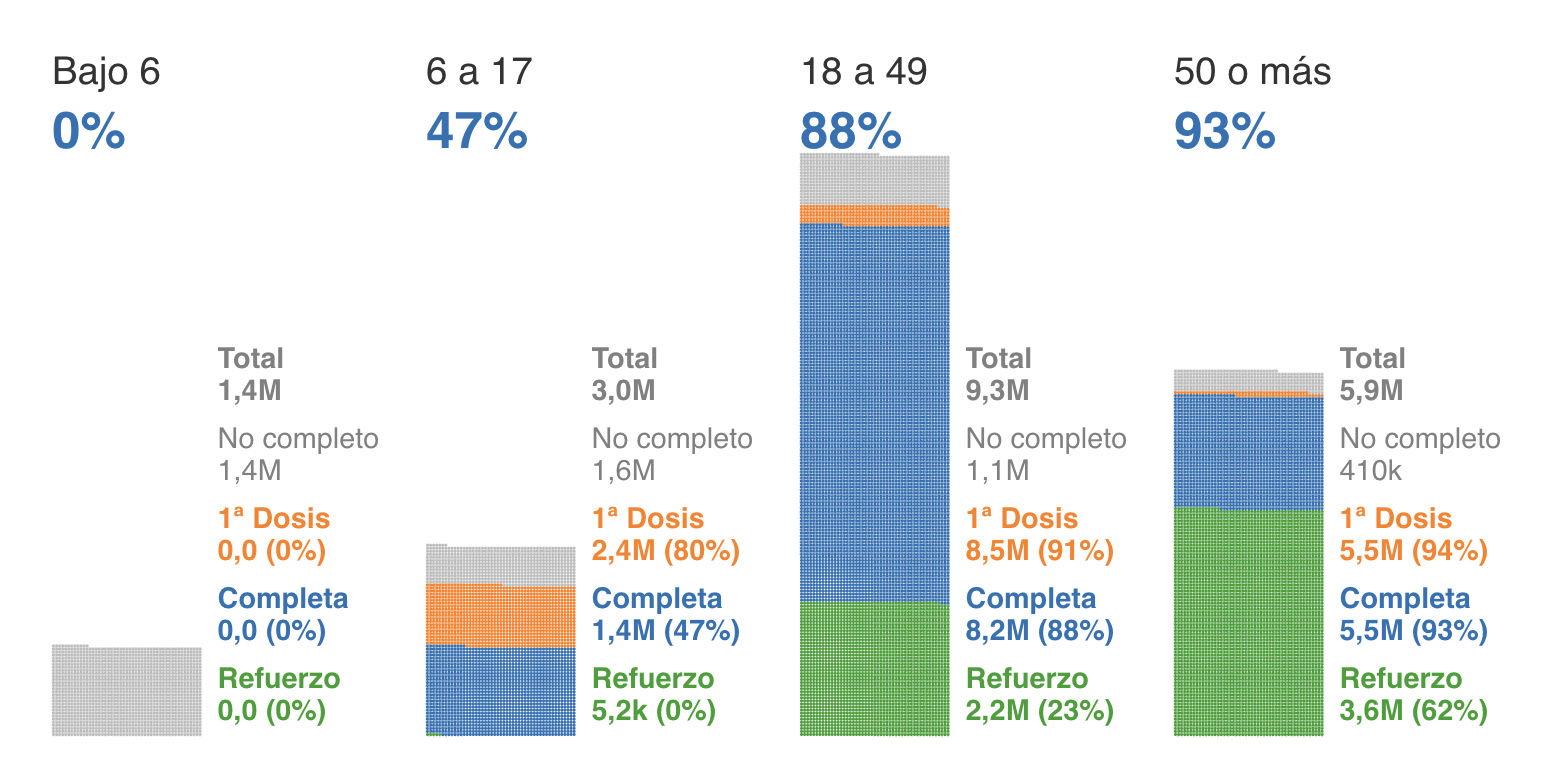 Bajo 6
0%
Total
1,4M
No completo
1,4M
1ª Dosis
0,0 (0%)
Completa
0,0 (0%)
Refuerzo
0,0 (0%)
6 a 17
47%
Total
3,0M
No completo
1,6M
1ª Dosis
2,4M (80%)
Completa
1,4M (47%)
Refuerzo
5,2k (0%)
18 a 49
88%
Total
9,3M
No completo
1,1M
1ª Dosis
8,5M (91%)
Completa
8,2M (88%)
Refuerzo
2,2M (23%)
50 o más
93%
Total
5,9M
No completo
410k
1ª Dosis
5,5M (94%)
Completa
5,5M (93%)
Refuerzo
3,6M (62%)